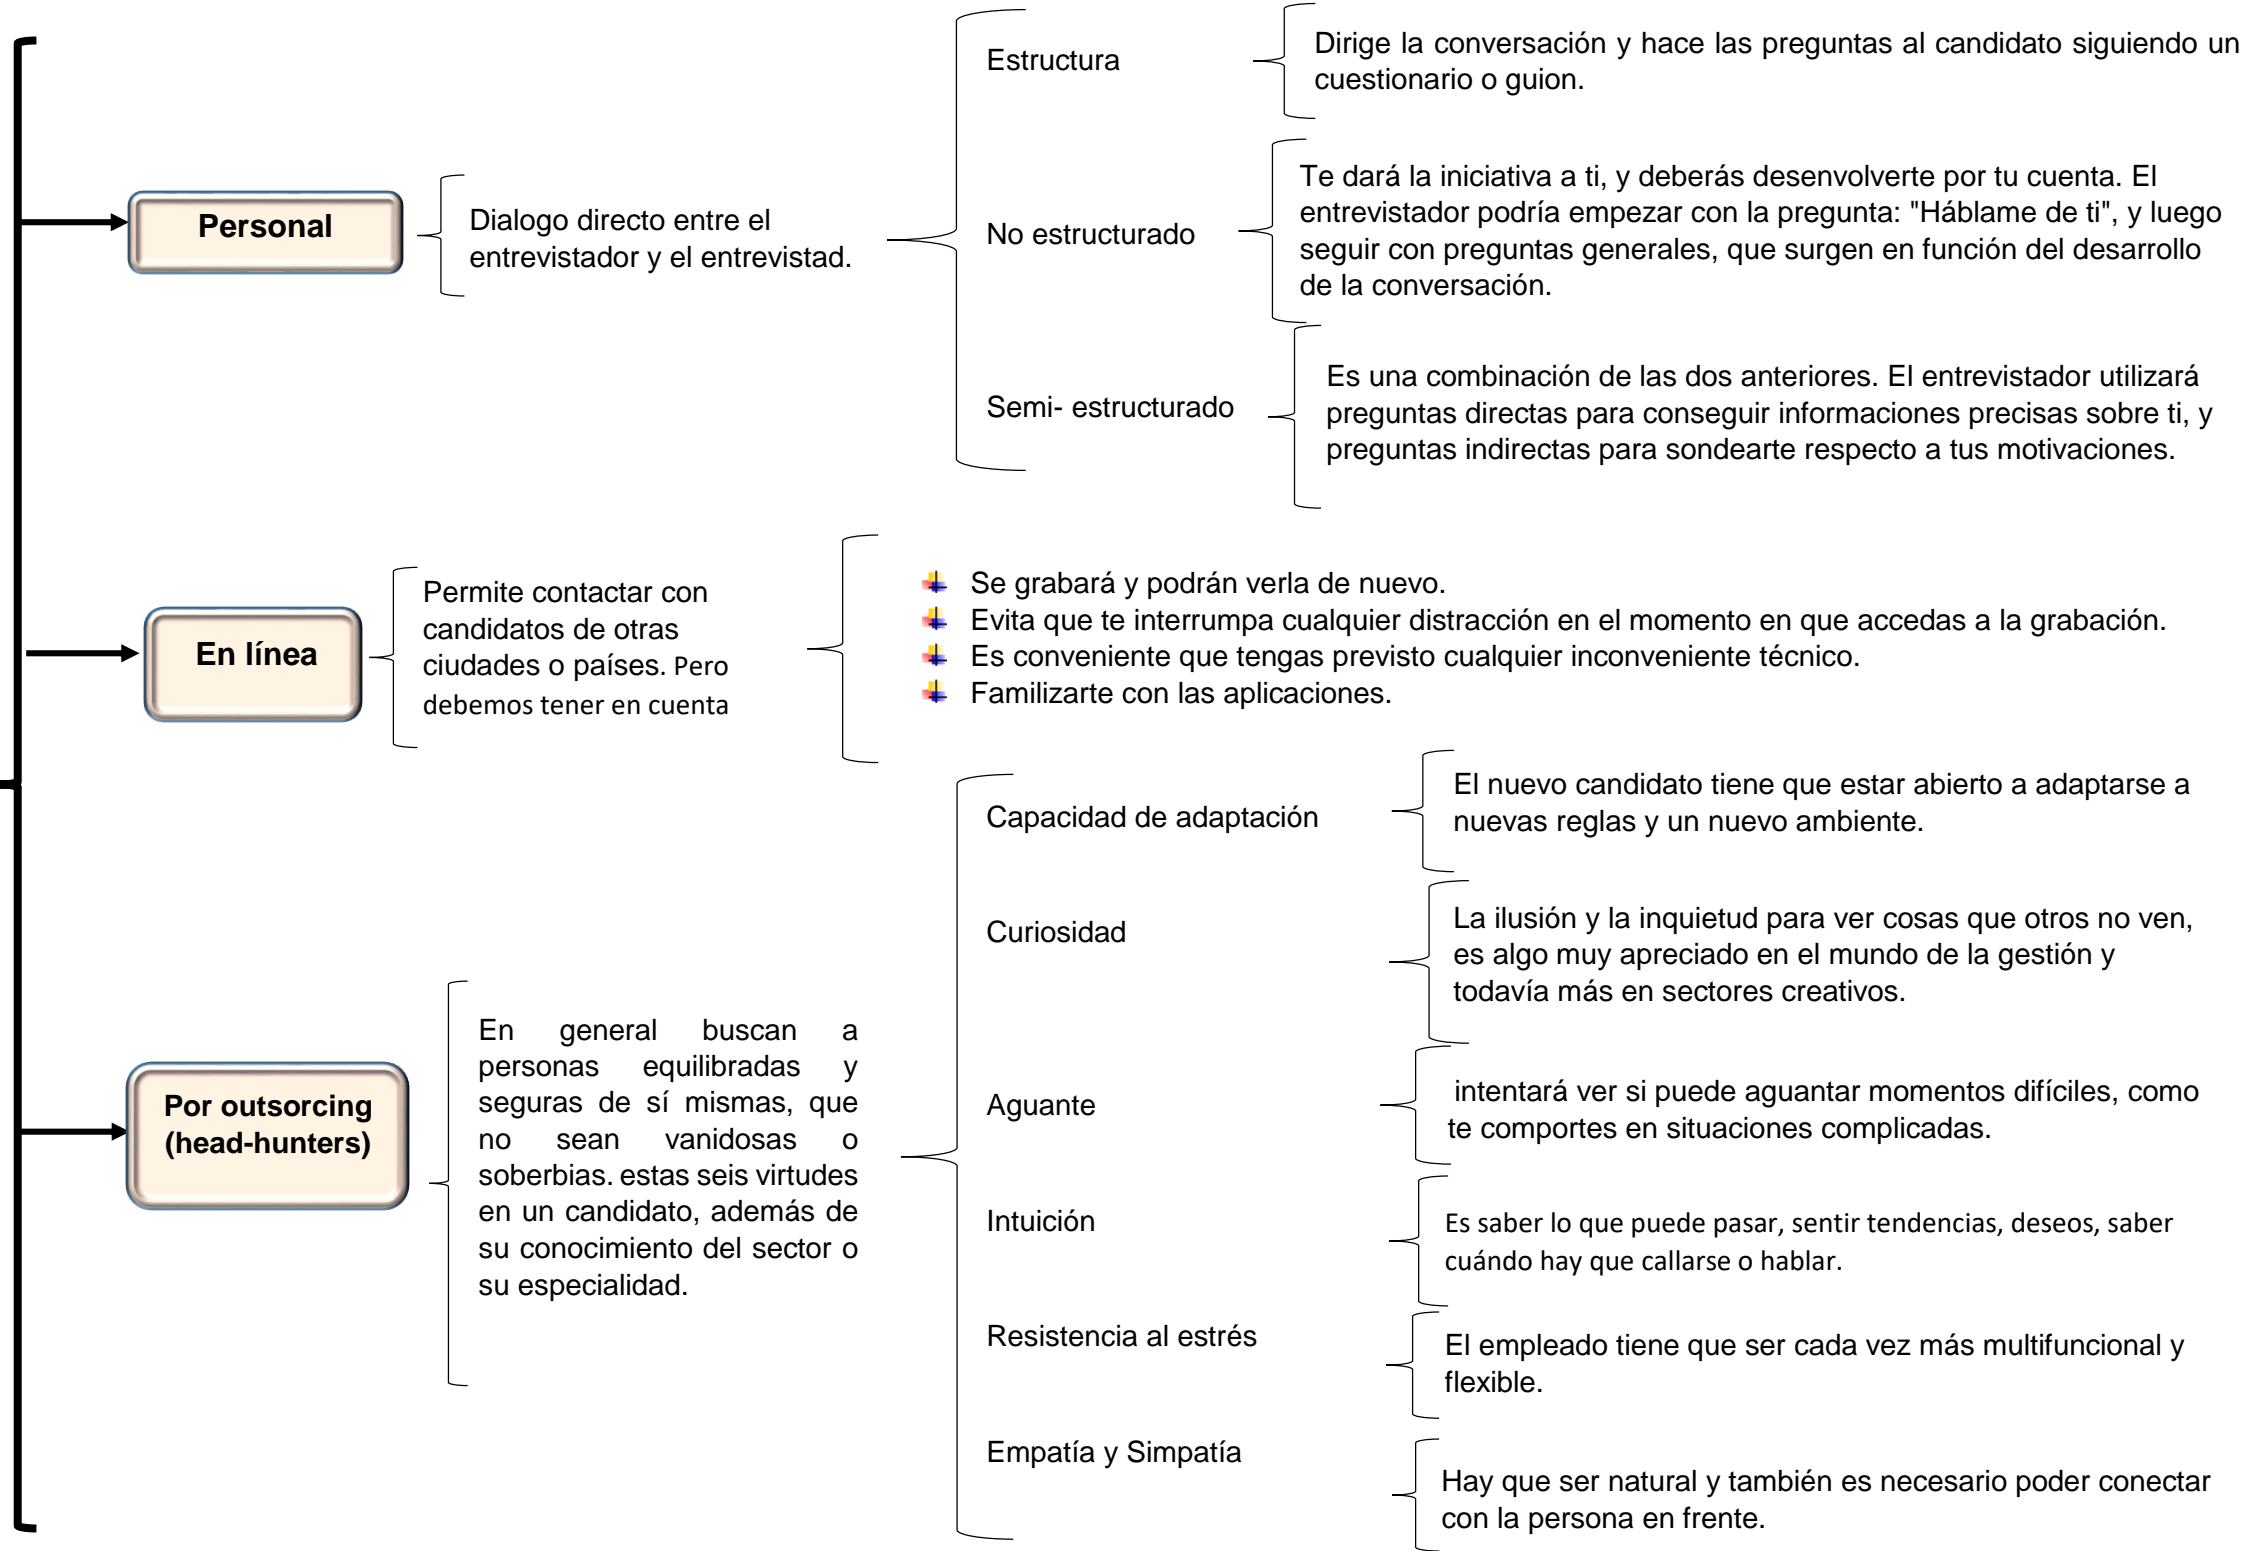 Personal
Dialogo directo entre el
entrevistador y el entrevistad.
Estructura
Dirige la conversación y hace las preguntas al candidato siguiendo un
cuestionario o guion.
No estructurado
Te dará la iniciativa a ti, y deberás desenvolverte por tu cuenta. El
entrevistador podría empezar con la pregunta: "Háblame de ti", y luego
seguir con preguntas generales, que surgen en función del desarrollo
de la conversación.
Semi- estructurado
Es una combinación de las dos anteriores. El entrevistador utilizará
preguntas directas para conseguir informaciones precisas sobre ti, y
preguntas indirectas para sondearte respecto a tus motivaciones.
En línea
Permite contactar con
candidatos de otras
ciudades o países. Pero
debemos tener en cuenta
Se grabará y podrán verla de nuevo.
Evita que te interrumpa cualquier distracción en el momento en que accedas a la grabación.
Es conveniente que tengas previsto cualquier inconveniente técnico.
Familizarte con las aplicaciones.
Por outsorcing
(head-hunters)
En general buscan a
personas equilibradas y
seguras de sí mismas, que
no sean vanidosas o
soberbias. estas seis virtudes
en un candidato, además de
su conocimiento del sector o
su especialidad.
Capacidad de adaptación
El nuevo candidato tiene que estar abierto a adaptarse a
nuevas reglas y un nuevo ambiente.
Curiosidad
La ilusión y la inquietud para ver cosas que otros no ven,
es algo muy apreciado en el mundo de la gestión y
todavía más en sectores creativos.
Aguante
intentará ver si puede aguantar momentos difíciles, como
te comportes en situaciones complicadas.
Intuición
Es saber lo que puede pasar, sentir tendencias, deseos, saber
cuándo hay que callarse o hablar.
Resistencia al estrés
El empleado tiene que ser cada vez más multifuncional y
flexible.
Empatía y Simpatía
Hay que ser natural y también es necesario poder conectar
con la persona en frente.